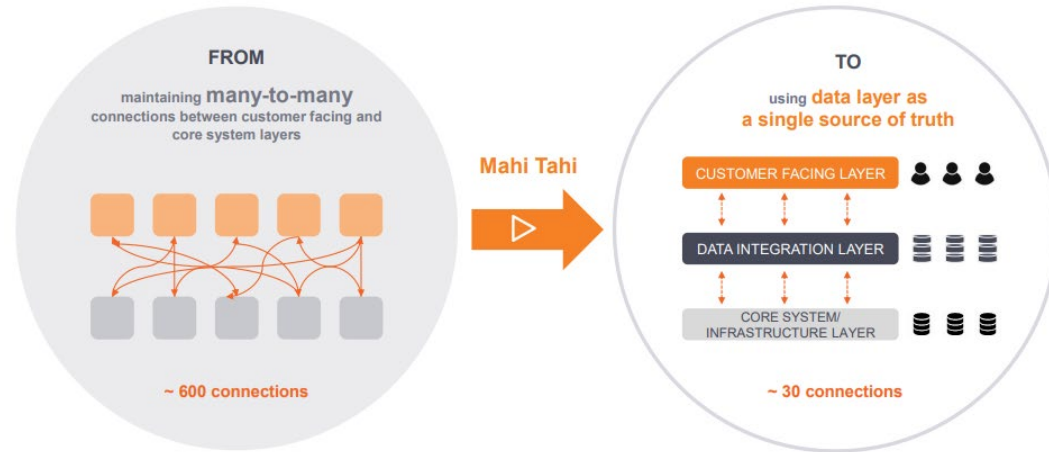 FROM
maintaining many-to-many
connections between customer facing and
core system layers
~ 600 connections
Mahi Tahi
TO
using data layer as
a single source of truth
CUSTOMER FACING LAYER
DATA INTEGRATION LAYER
CORE SYSTEM/
INFRASTRUCTURE LAYER
~ 30 connections